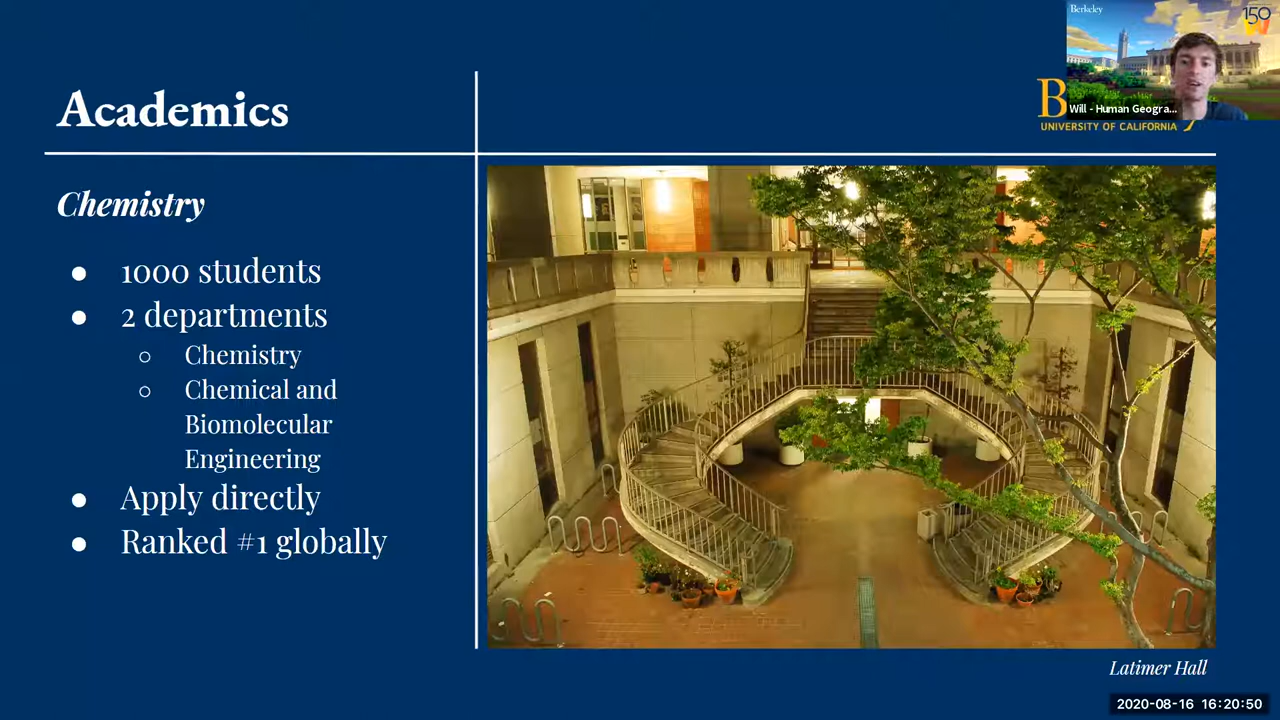 Berkeley
150
Academics
B
Will - Human Geogra...
UNIVERSITY OF CALIFORNIA
Chemistry
● 1000 students
● 2 departments
○ Chemistry
○ Chemical and
Biomolecular
Engineering
● Apply directly
● Ranked #1 globally
Latimer Hall
2020-08-16 16:20:50